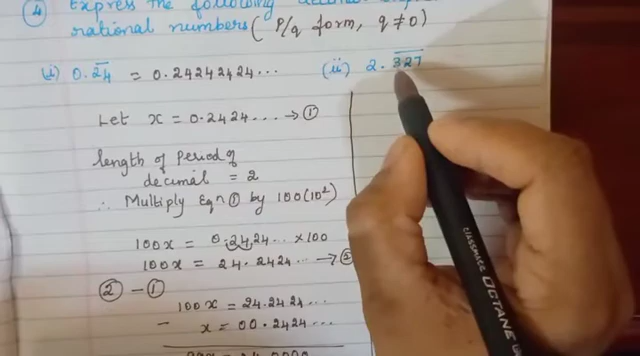 ④ Express the following decimal
rational numbers (P/q form, q≠0)
(i) 0.2̅4̅ = 0.24242424...
(ii) 2.3̅2̅7̅
Let x = 0.2424.... → ①
length of Period of
decimal = 2
∴ Multiply Eqn ① by 100(10²)
100x = 0.2424... ×100
100x = 24.2424... → ②
② - ①
100x = 24.2424...
- x = 00.2424...
classmate OCTANE